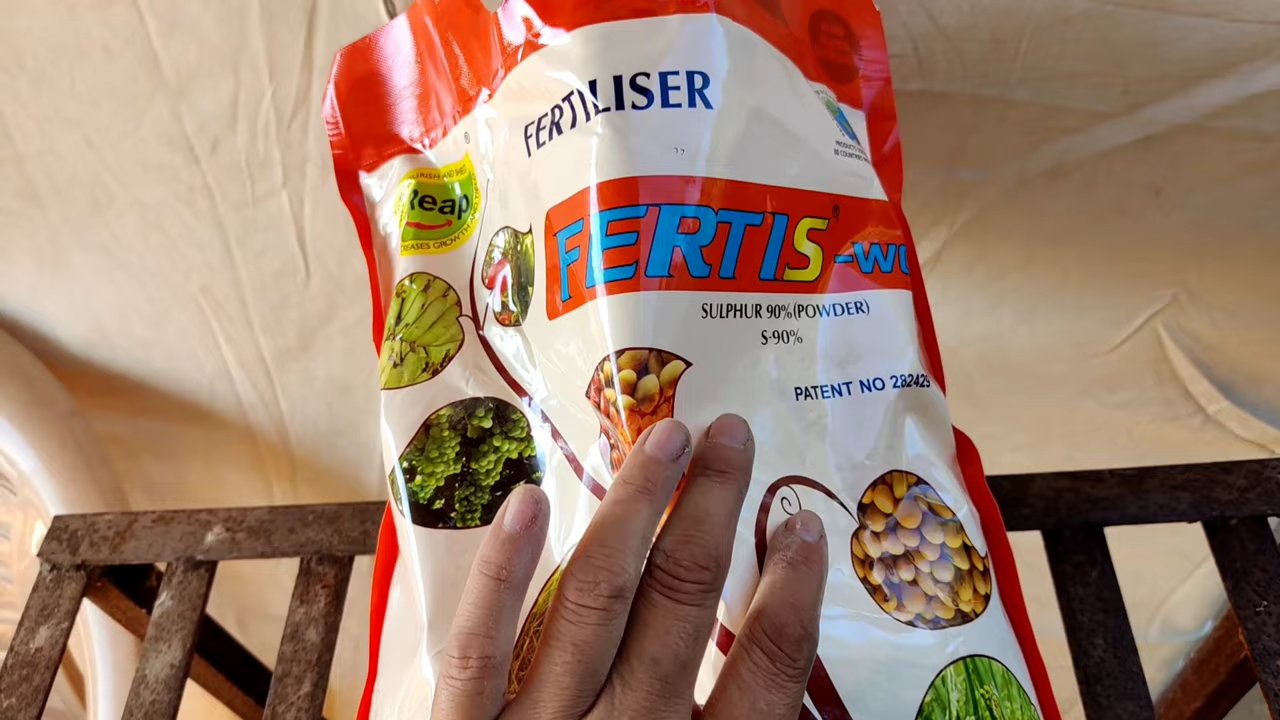 FERTILISER
Reap
FERTIS®
SULPHUR 90%(POWDER)
S-90%
PATENT NO 282429